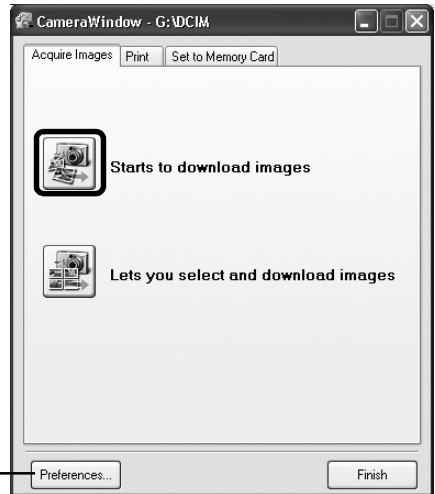 CameraWindow - G:\DCIM
Acquire Images Print Set to Memory Card
Starts to download images
Lets you select and download images
Preferences... Finish